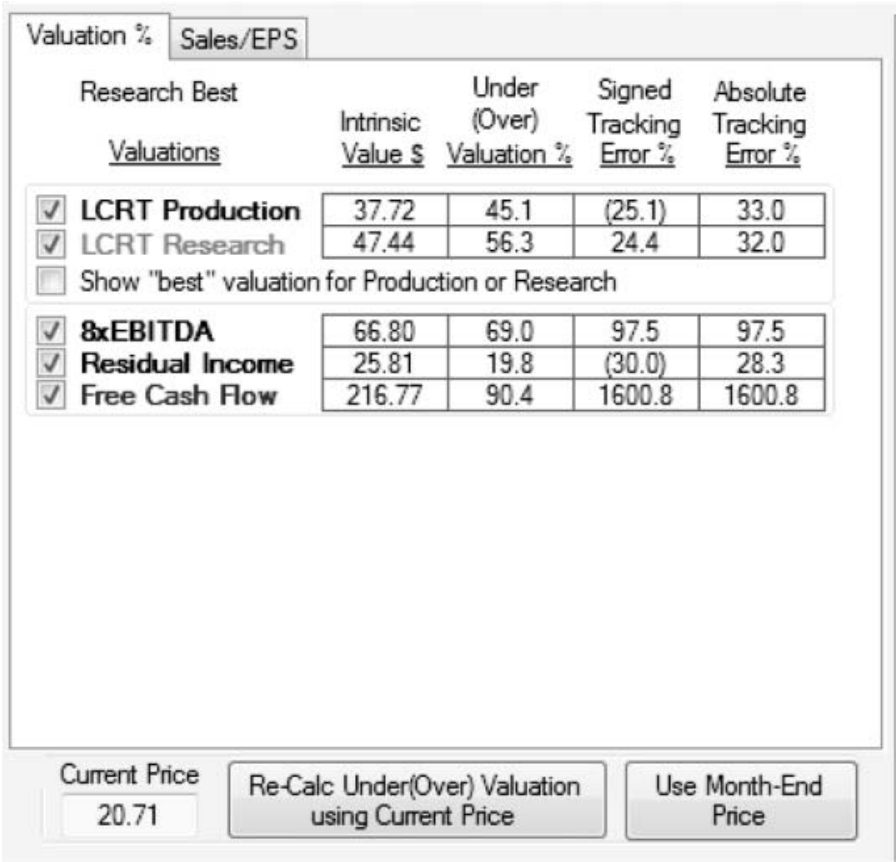 Valuation % Sales/EPS
Research Best Under Signed Absolute
Intrinsic (Over) Tracking Tracking
Valuations Value $ Valuation % Error % Error %
LCRT Production 37.72 45.1 (25.1) 33.0
LCRT Research 47.44 56.3 24.4 32.0
Show "best" valuation for Production or Research
8xEBITDA 66.80 69.0 97.5 97.5
Residual Income 25.81 19.8 (30.0) 28.3
Free Cash Flow 216.77 90.4 1600.8 1600.8
Current Price
20.71
Re-Calc Under(Over) Valuation
using Current Price
Use Month-End
Price